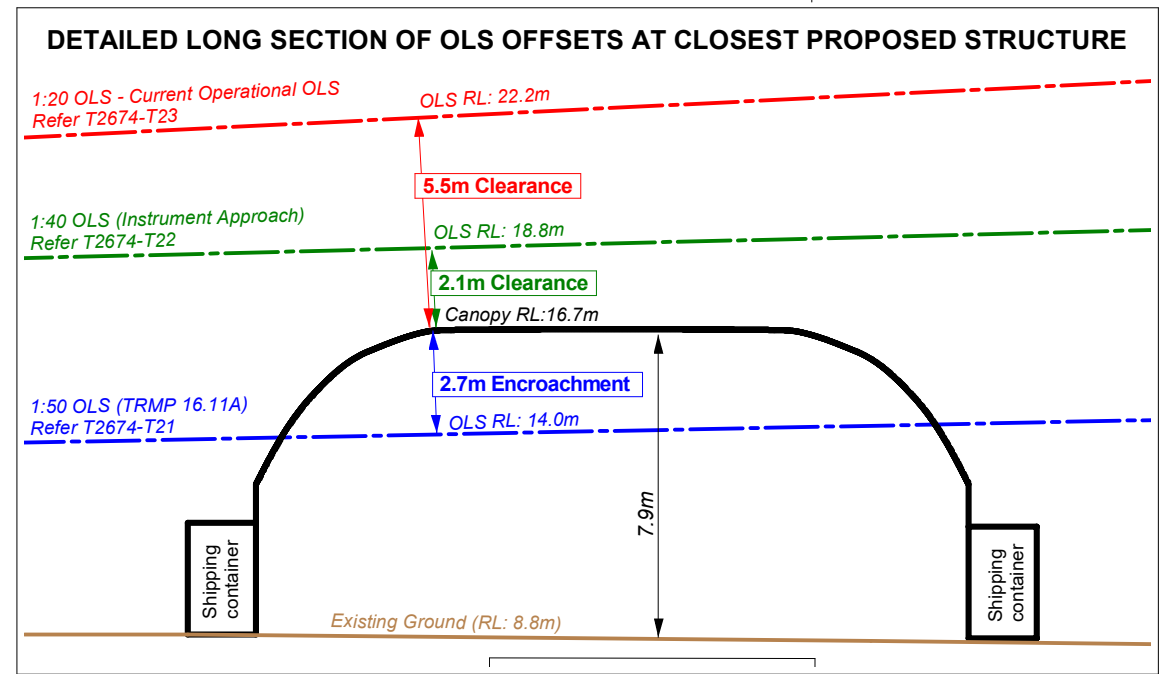 DETAILED LONG SECTION OF OLS OFFSETS AT CLOSEST PROPOSED STRUCTURE
1:20 OLS - Current Operational OLS
Refer T2674-T23
OLS RL: 22.2m
5.5m Clearance
1:40 OLS (Instrument Approach)
Refer T2674-T22
OLS RL: 18.8m
2.1m Clearance
Canopy RL:16.7m
2.7m Encroachment
1:50 OLS (TRMP 16.11A)
Refer T2674-T21
OLS RL: 14.0m
7.9m
Shipping
container
Shipping
container
Existing Ground (RL: 8.8m)